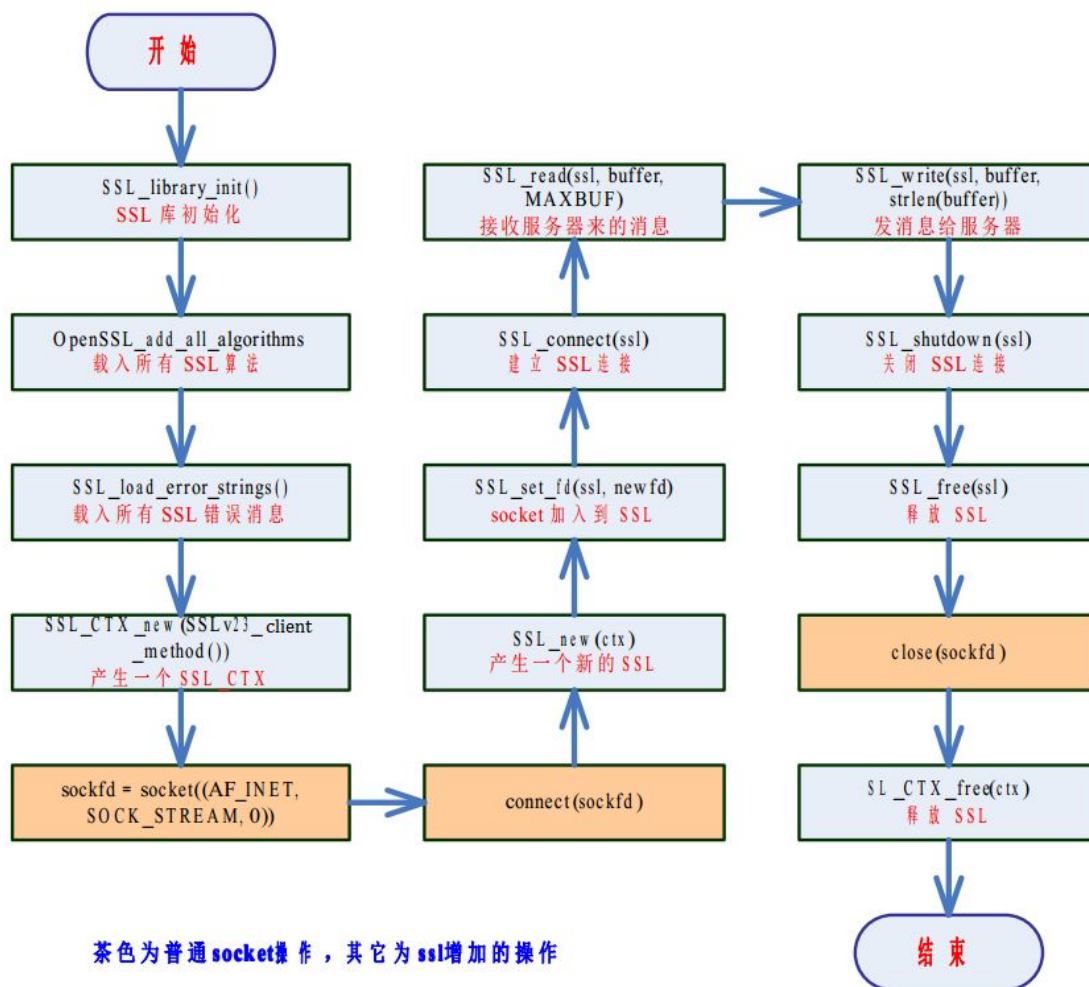 开始
SSL_library_init()
SSL 库初始化
OpenSSL_add_all_algorithms
载入所有 SSL 算法
SSL_load_error_strings()
载入所有 SSL 错误消息
SSL_CTX_new(SSLv23_client
_method())
产生一个 SSL_CTX
sockfd = socket((AF_INET,
SOCK_STREAM, 0))
connect(sockfd)
SSL_new(ctx)
产生一个新的 SSL
SSL_set_fd(ssl, newfd)
socket 加入到 SSL
SSL_connect(ssl)
建立 SSL 连接
SSL_read(ssl, buffer,
MAXBUF)
接收服务器来的消息
SSL_write(ssl, buffer,
strlen(buffer))
发消息给服务器
SSL_shutdown(ssl)
关闭 SSL 连接
SSL_free(ssl)
释放 SSL
close(sockfd)
SL_CTX_free(ctx)
释放 SSL
结束
茶色为普通socket操作，其它为ssl增加的操作